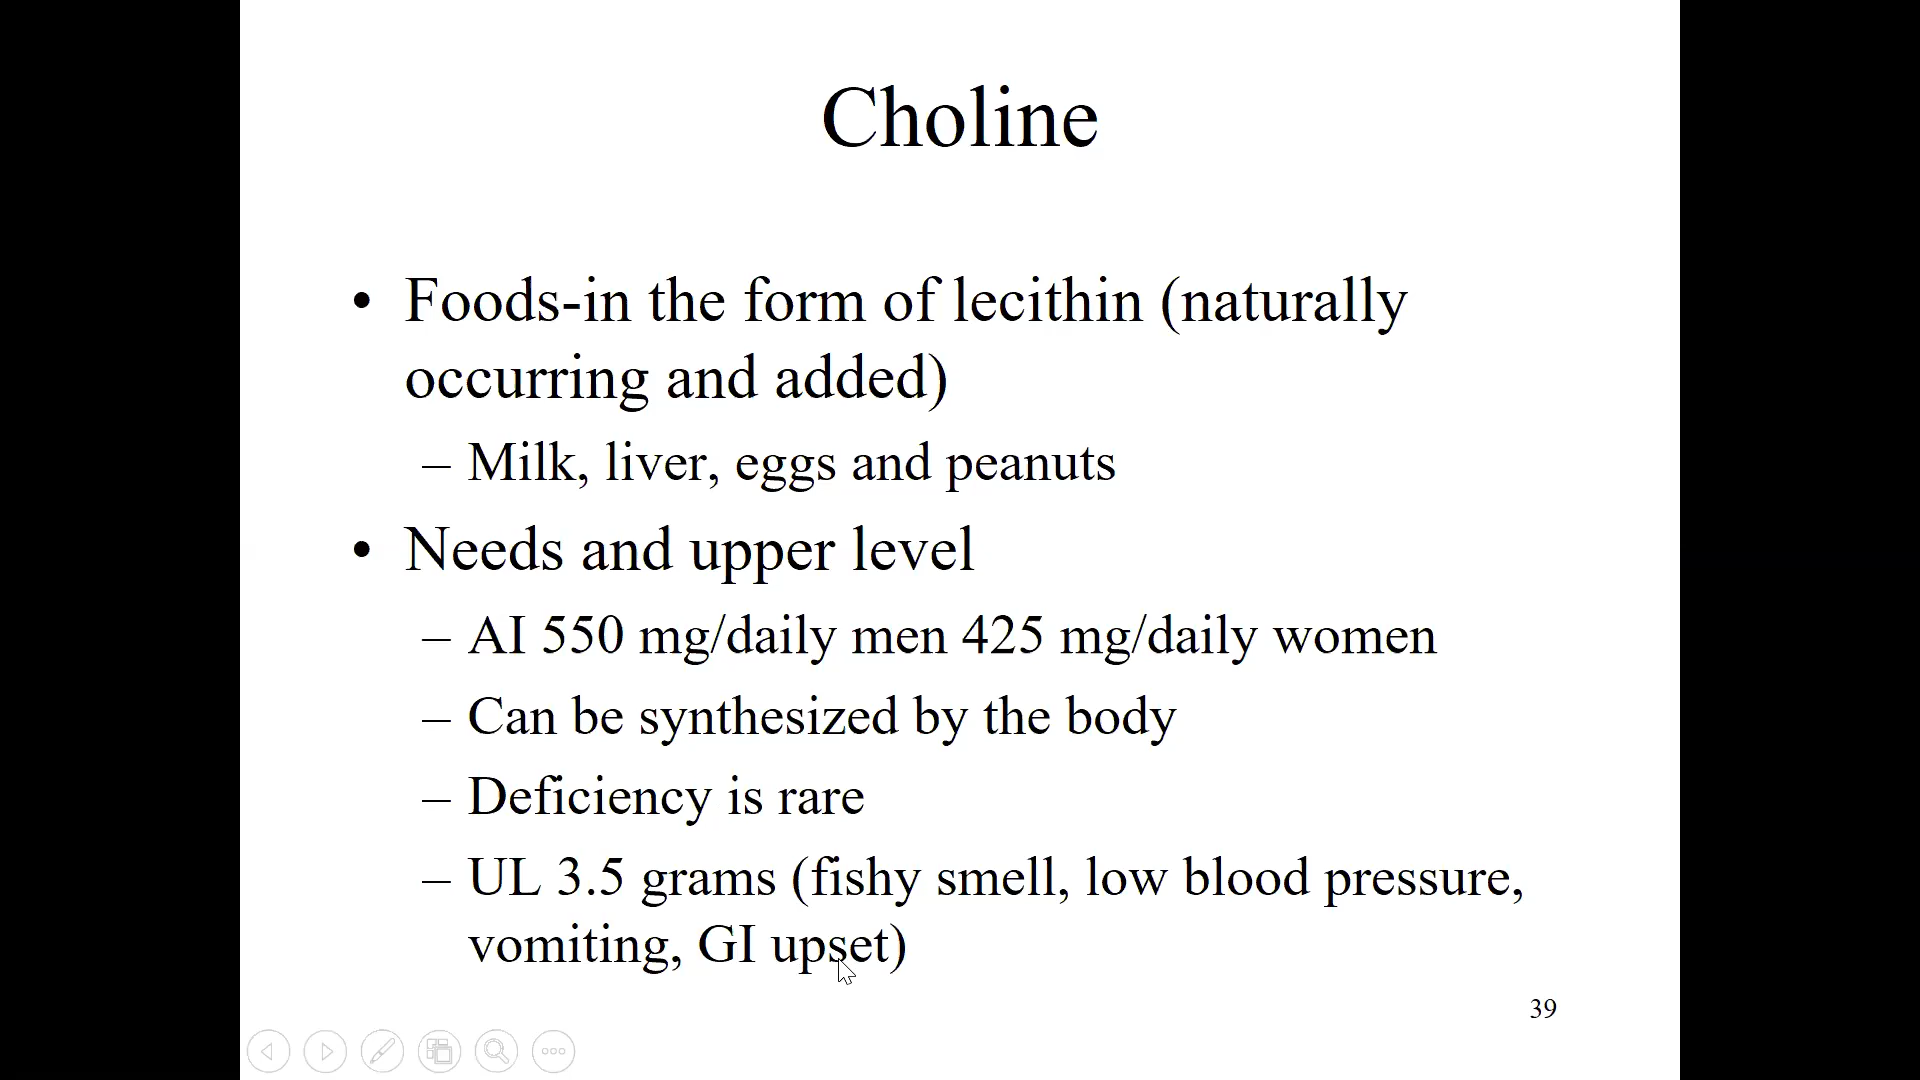 Choline
• Foods-in the form of lecithin (naturally
occurring and added)
– Milk, liver, eggs and peanuts
• Needs and upper level
– AI 550 mg/daily men 425 mg/daily women
– Can be synthesized by the body
– Deficiency is rare
– UL 3.5 grams (fishy smell, low blood pressure,
vomiting, GI upset)
39